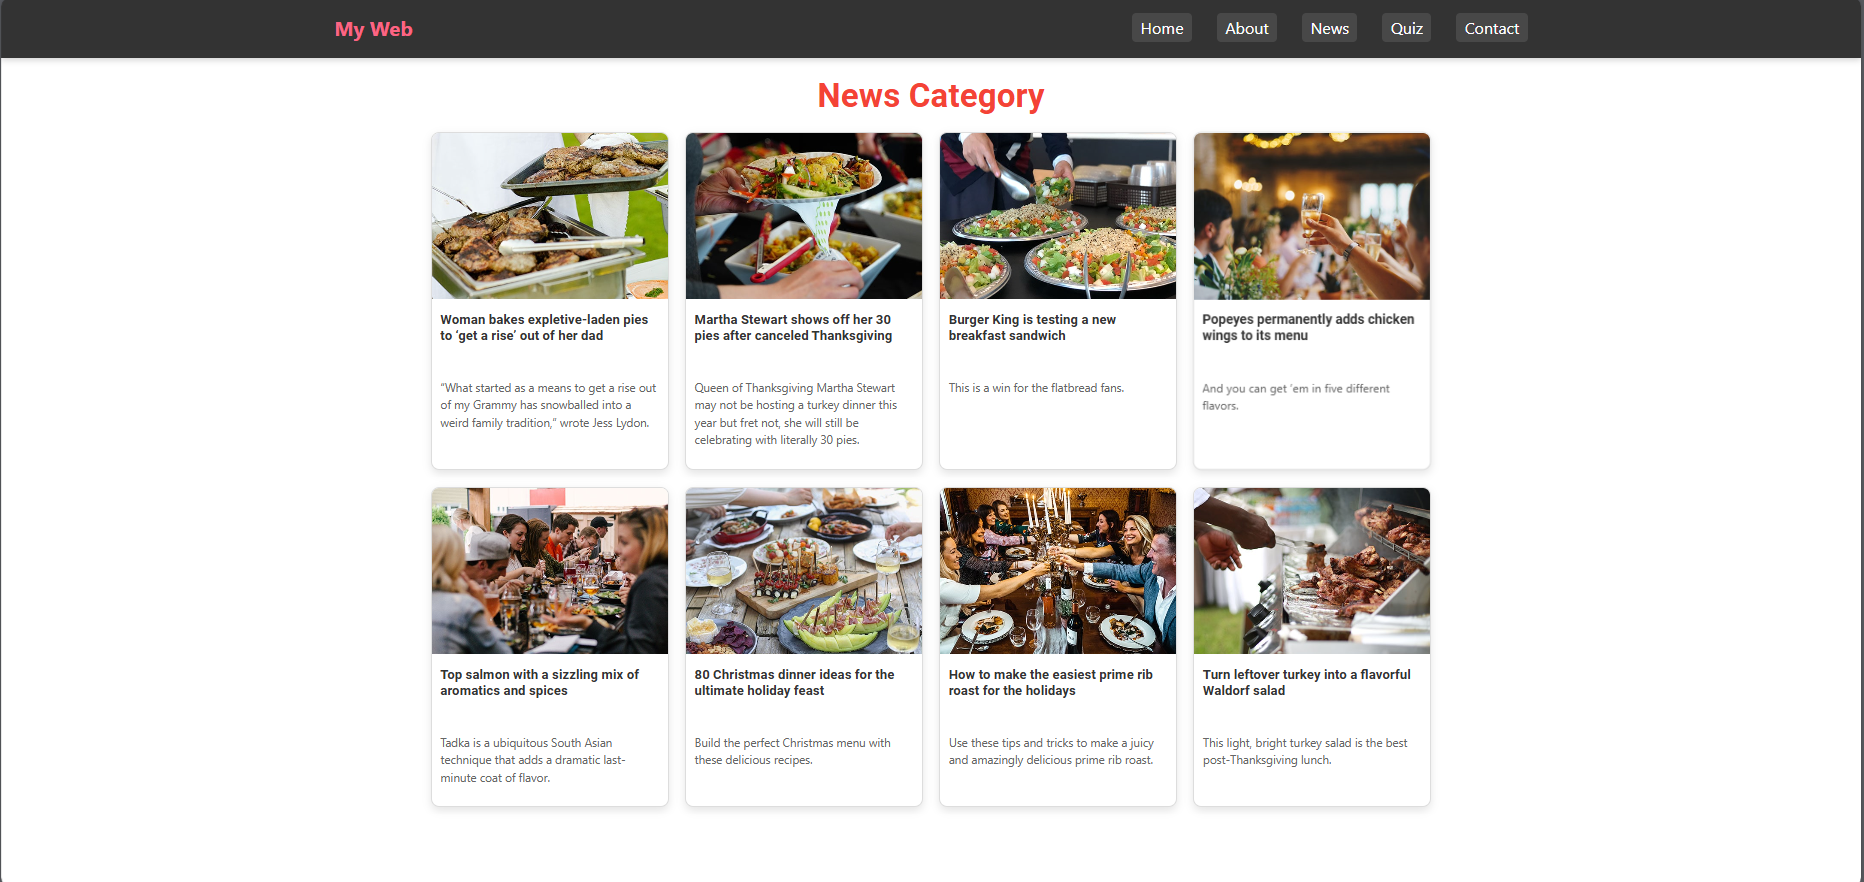 My Web
Home
About
News
Quiz
Contact
News Category
Woman bakes expletive-laden pies
to ‘get a rise’ out of her dad
“What started as a means to get a rise out
of my Grammy has snowballed into a
weird family tradition,” wrote Jess Lydon.
Martha Stewart shows off her 30
pies after canceled Thanksgiving
Queen of Thanksgiving Martha Stewart
may not be hosting a turkey dinner this
year but fret not, she will still be
celebrating with literally 30 pies.
Burger King is testing a new
breakfast sandwich
This is a win for the flatbread fans.
Popeyes permanently adds chicken
wings to its menu
And you can get 'em in five different
flavors.
Top salmon with a sizzling mix of
aromatics and spices
Tadka is a ubiquitous South Asian
technique that adds a dramatic last-
minute coat of flavor.
80 Christmas dinner ideas for the
ultimate holiday feast
Build the perfect Christmas menu with
these delicious recipes.
How to make the easiest prime rib
roast for the holidays
Use these tips and tricks to make a juicy
and amazingly delicious prime rib roast.
Turn leftover turkey into a flavorful
Waldorf salad
This light, bright turkey salad is the best
post-Thanksgiving lunch.